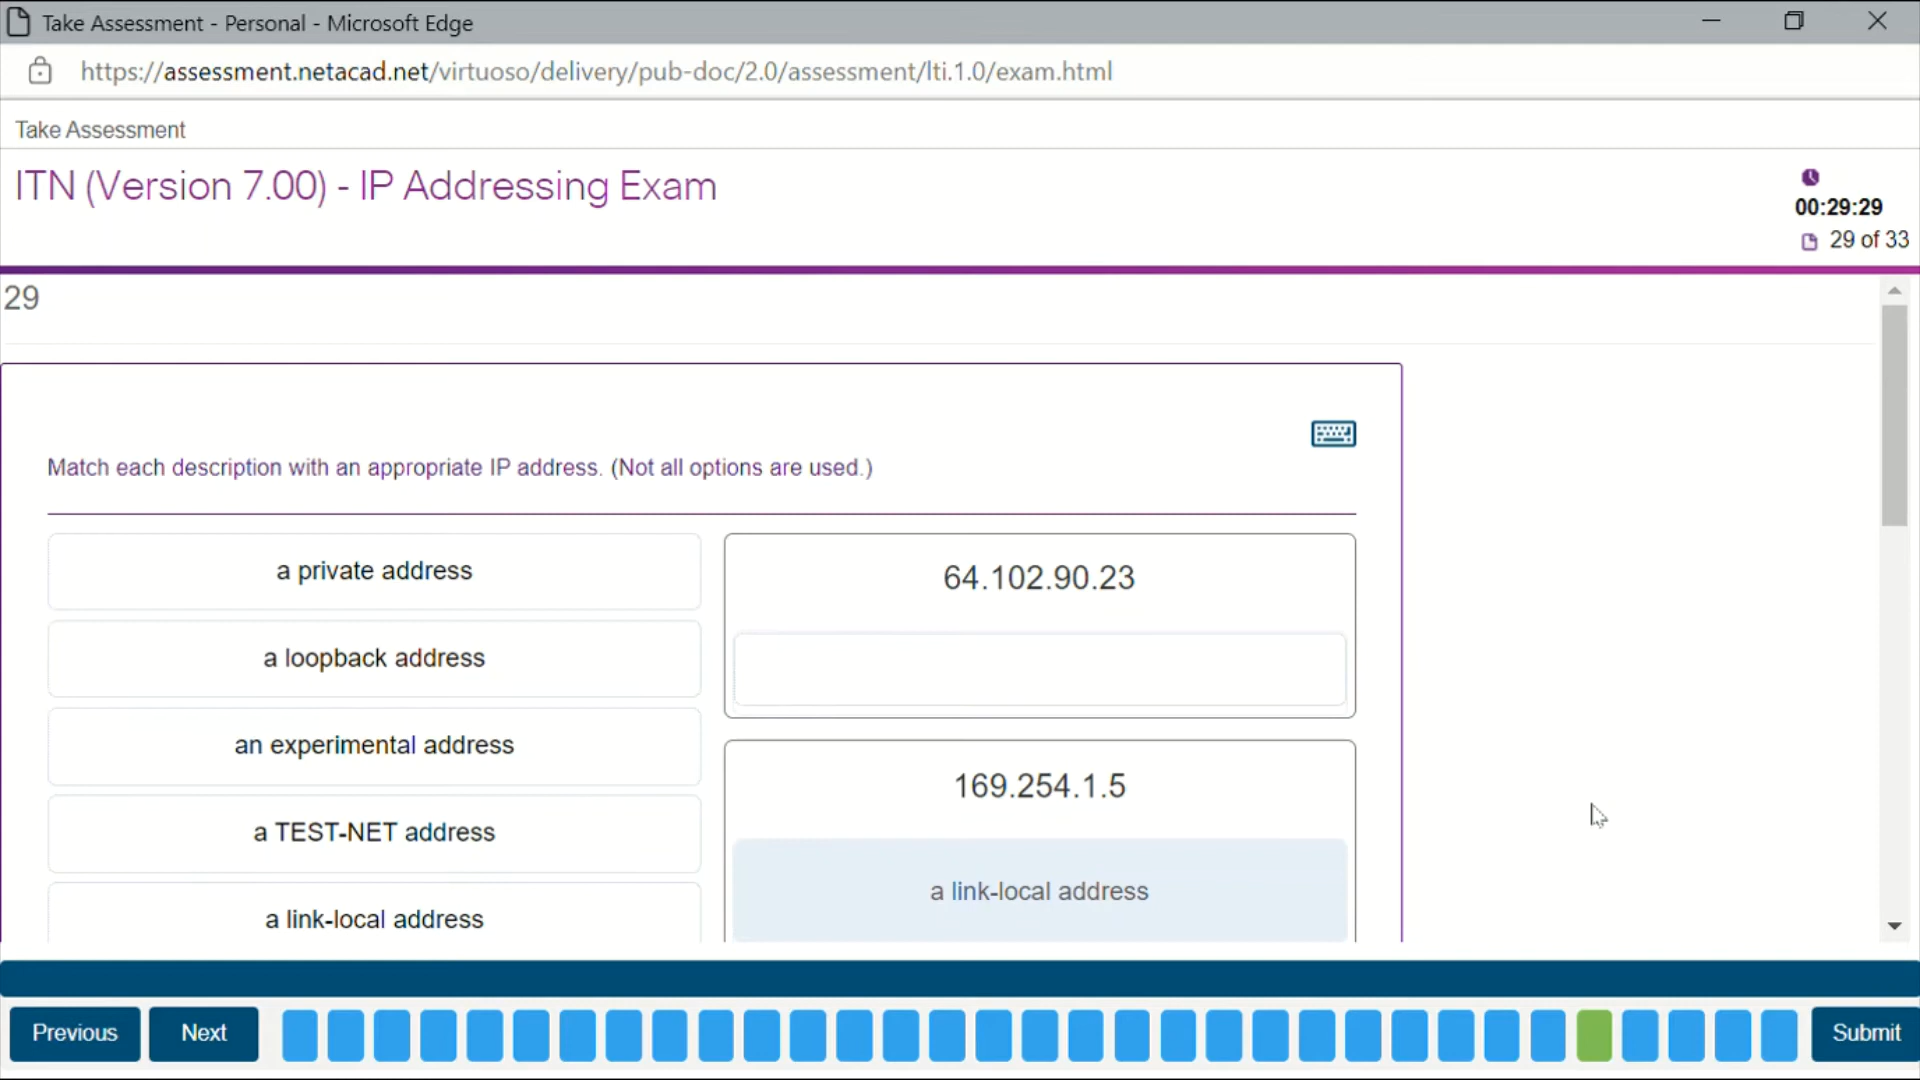 Take Assessment - Personal - Microsoft Edge
https://assessment.netacad.net/virtuoso/delivery/pub-doc/2.0/assessment/lti.1.0/exam.html
Take Assessment
ITN (Version 7.00) - IP Addressing Exam
00:29:29
29 of 33
29
Match each description with an appropriate IP address. (Not all options are used.)
a private address
a loopback address
an experimental address
a TEST-NET address
a link-local address
64.102.90.23
169.254.1.5
a link-local address
Previous
Next
Submit